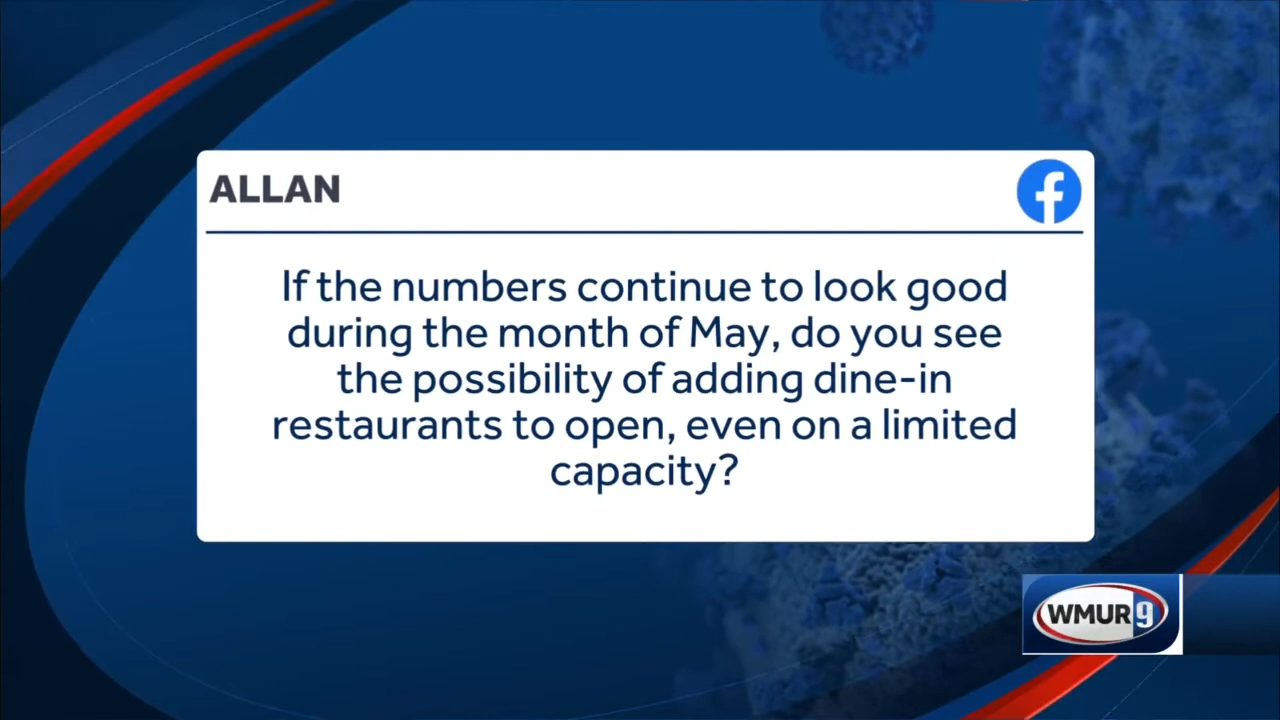 ALLAN
If the numbers continue to look good
during the month of May, do you see
the possibility of adding dine-in
restaurants to open, even on a limited
capacity?
WMUR9